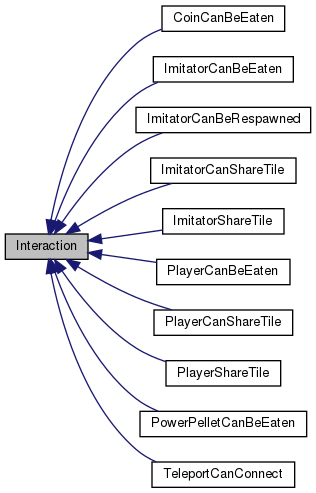 CoinCanBeEaten
ImitatorCanBeEaten
ImitatorCanBeRespawned
ImitatorCanShareTile
ImitatorShareTile
Interaction
PlayerCanBeEaten
PlayerCanShareTile
PlayerShareTile
PowerPelletCanBeEaten
TeleportCanConnect